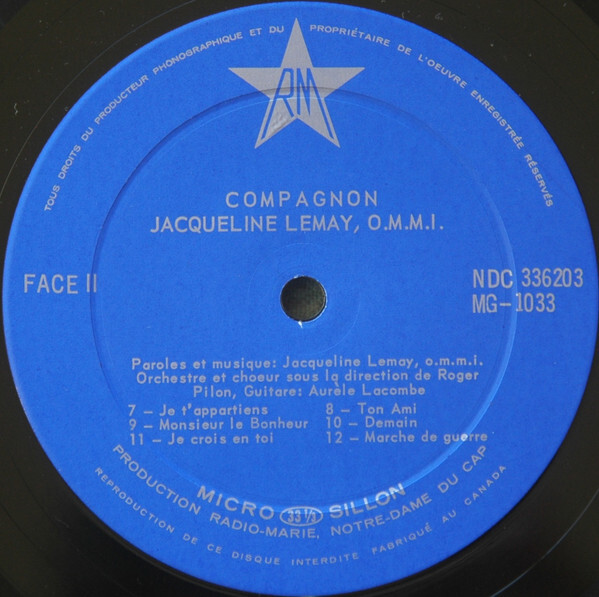 TOUS DROITS DU PRODUCTEUR PHONOGRAPHIQUE ET DU PROPRIÉTAIRE DE L'OEUVRE ENREGISTRÉE RÉSERVÉS
RM
COMPAGNON
JACQUELINE LEMAY, O.M.M.I.
FACE II
NDC 336203
MG-1033
Paroles et musique: Jacqueline Lemay, o.m.m.i.
Orchestre et choeur sous la direction de Roger
Pilon, Guitare: Aurèle Lacombe
7 — Je t'appartiens 8 — Ton Ami
9 — Monsieur le Bonheur 10 — Demain
11 — Je crois en toi 12 — Marche de guerre
MICRO 33 1/3 SILLON
PRODUCTION RADIO-MARIE, NOTRE-DAME DU CAP
REPRODUCTION DE CE DISQUE INTERDITE FABRIQUÉ AU CANADA